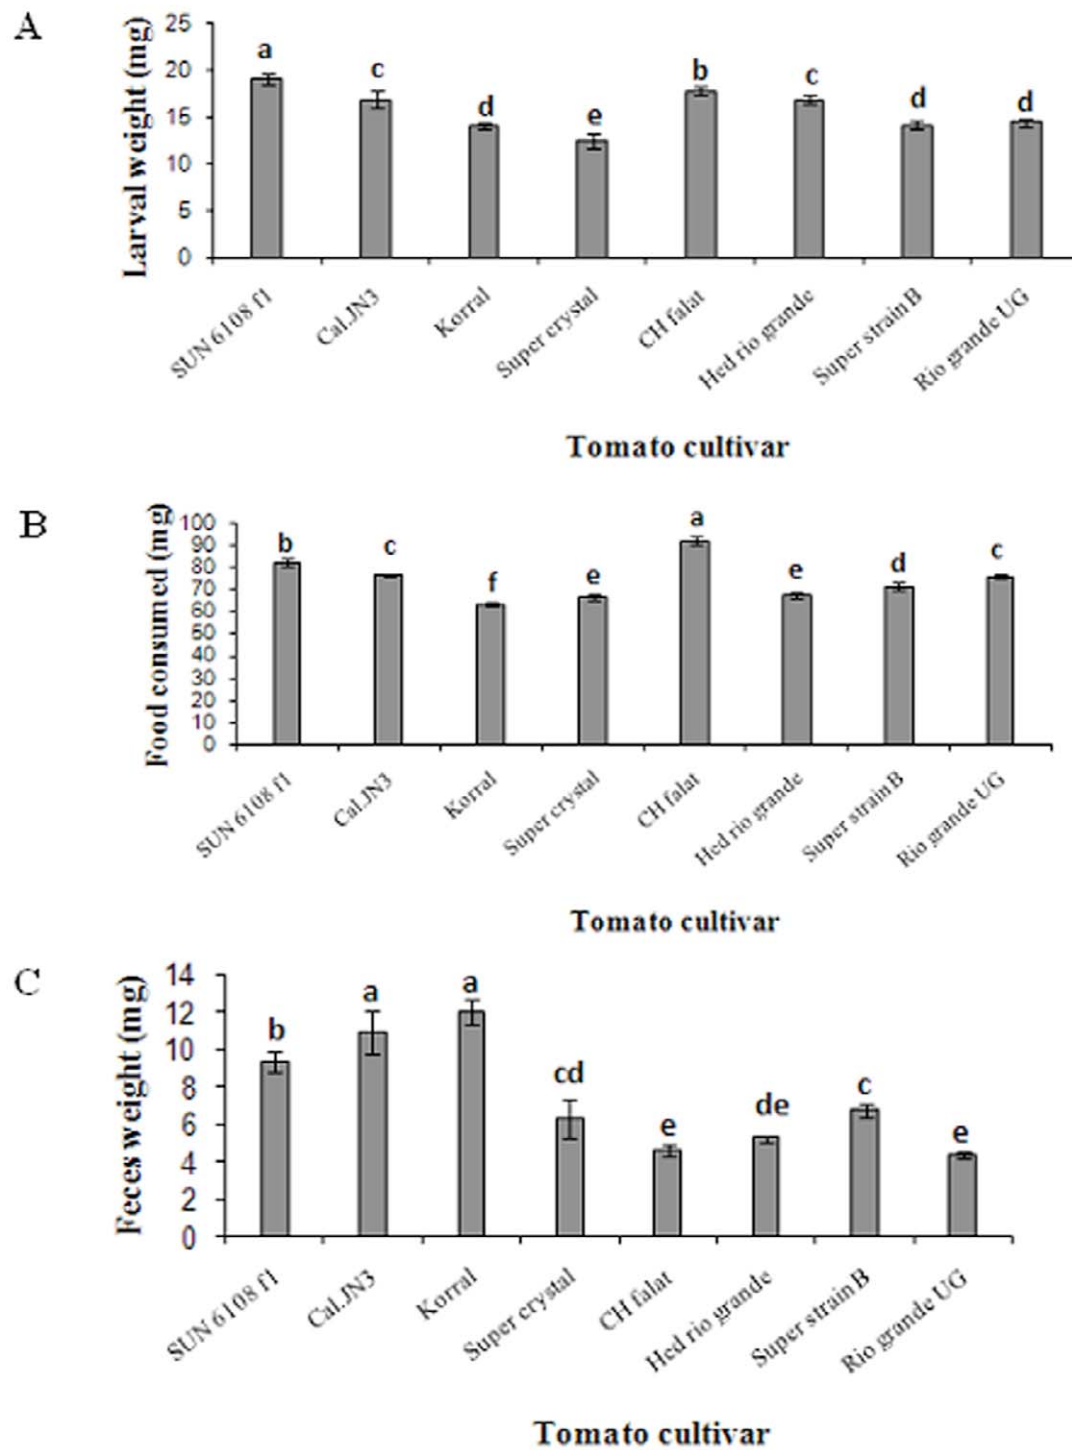 A
Larval weight (mg)
25
20
15
10
5
0
a
c
d
e
b
c
d
d
SUN 6108 f1
Cal.JN3
Korral
Super crystal
CH falat
Hed rio grande
Super strain B
Rio grande UG
Tomato cultivar
B
Food consumed (mg)
100
90
80
70
60
50
40
30
20
10
0
b
c
f
e
a
e
d
c
SUN 6108 f1
Cal.JN3
Korral
Super crystal
CH falat
Hed rio grande
Super strain B
Rio grande UG
Tomato cultivar
C
Feces weight (mg)
14
12
10
8
6
4
2
0
b
a
a
cd
e
de
c
e
SUN 6108 f1
Cal.JN3
Korral
Super crystal
CH falat
Hed rio grande
Super strain B
Rio grande UG
Tomato cultivar